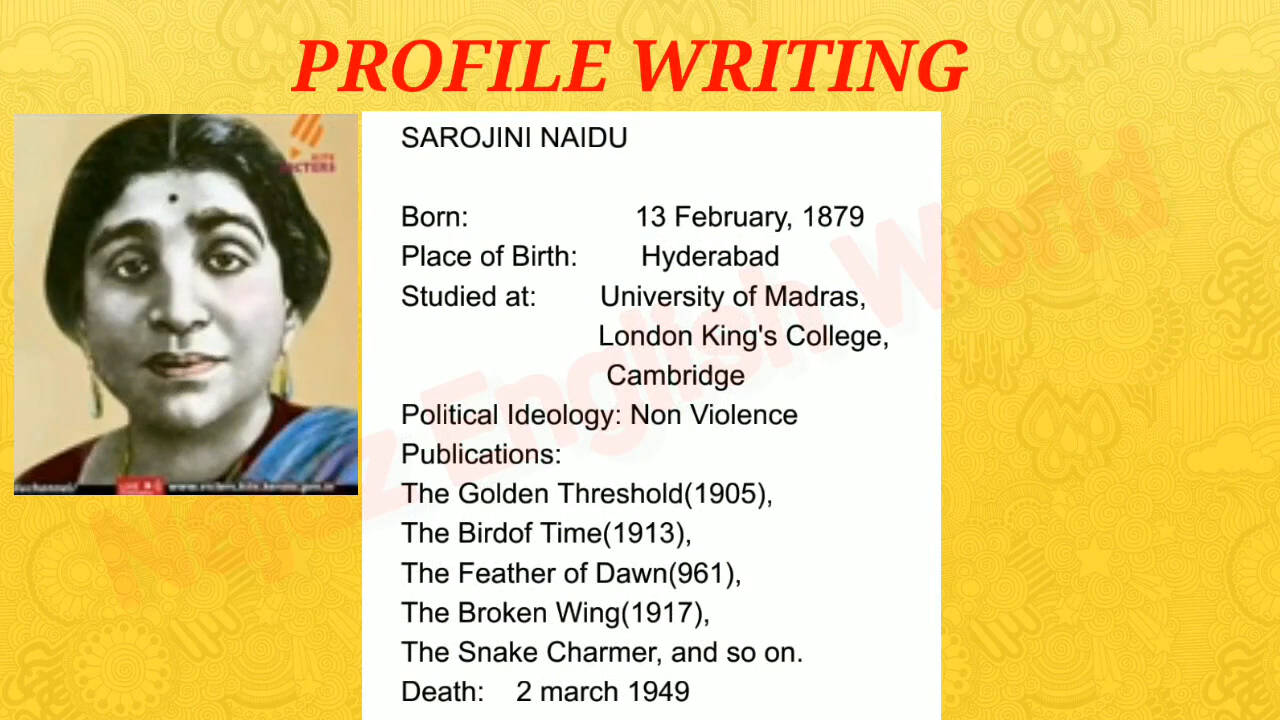 PROFILE WRITING
SAROJINI NAIDU
Born: 13 February, 1879
Place of Birth: Hyderabad
Studied at: University of Madras,
London King's College,
Cambridge
Political Ideology: Non Violence
Publications:
The Golden Threshold(1905),
The Birdof Time(1913),
The Feather of Dawn(961),
The Broken Wing(1917),
The Snake Charmer, and so on.
Death: 2 march 1949
English World